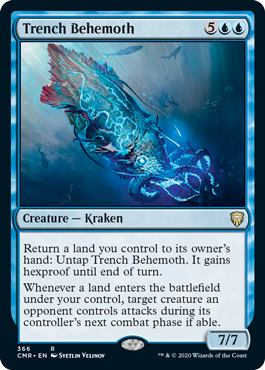 Trench Behemoth 5
Creature — Kraken
Return a land you control to its owner's
hand: Untap Trench Behemoth. It gains
hexproof until end of turn.
Whenever a land enters the battlefield
under your control, target creature an
opponent controls attacks during its
controller's next combat phase if able.
7/7
366 R
CMR • EN SVETLIN VELINOV ™ & © 2020 Wizards of the Coast